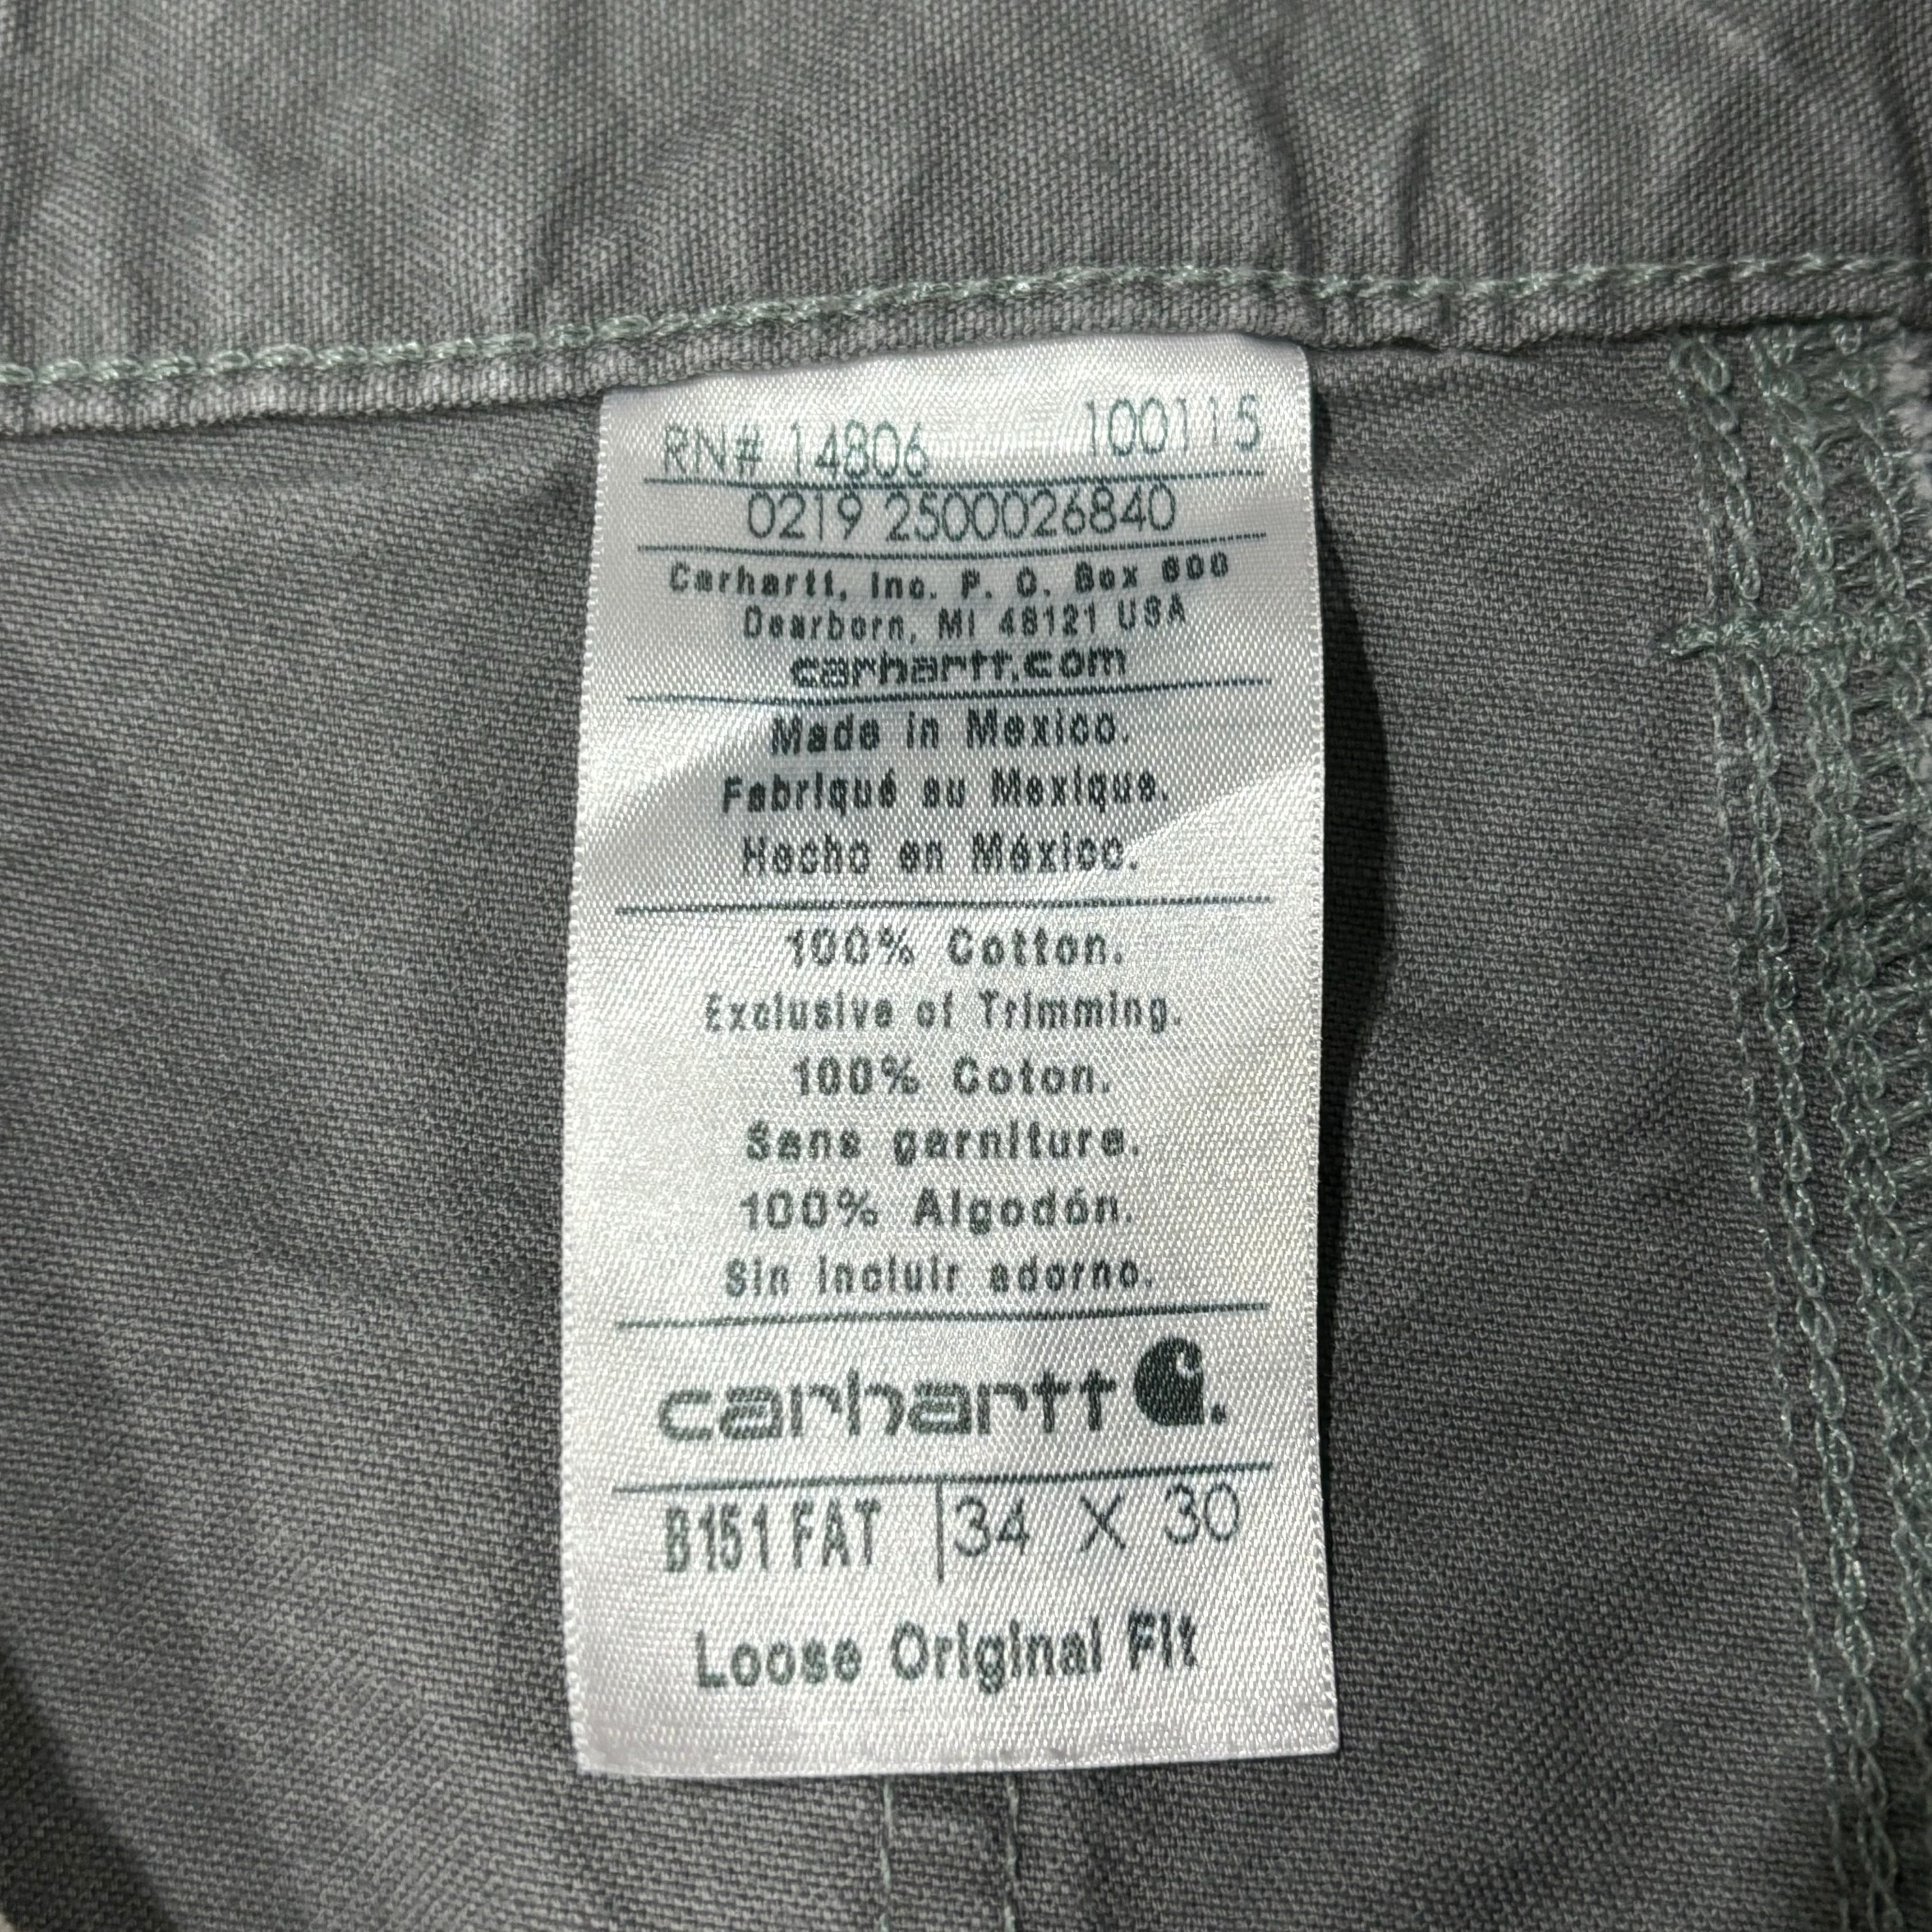 RN# 14806 100115
0219 2500026840
Carhartt, Inc. P. O. Box 600
Dearborn, MI 48121 USA
carhartt.com
Made in Mexico.
Fabriqué au Mexique.
Hecho en México.
100% Cotton.
Exclusive of Trimming.
100% Coton.
Sans garniture.
100% Algodón.
Sin incluir adorno.
carhartt
B151 FAT | 34 X 30
Loose Original Fit